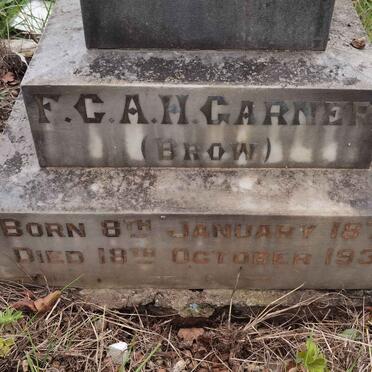 F.C.A.H. GARNER
(BROW)
BORN 8TH JANUARY 18
DIED 18TH OCTOBER 193